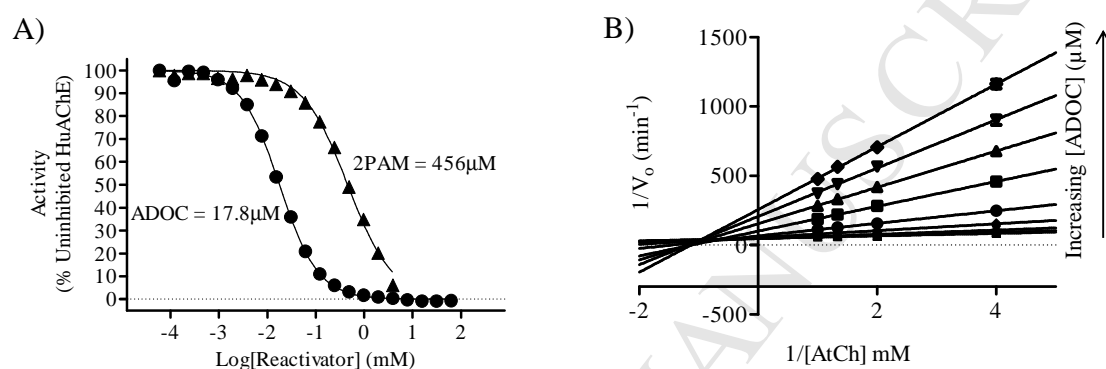 A)
100
90
80
70
60
50
40
30
20
10
0
Activity
(% Uninhibited HuAChE)
2PAM = 456µM
ADOC = 17.8µM
-4 -3 -2 -1 0 1 2
Log[Reactivator] (mM)
B)
1500
1000
500
0
-500
1/Vo (min-1)
-2 2 4
1/[AtCh] mM
Increasing [ADOC] (µM)
ANUSCR